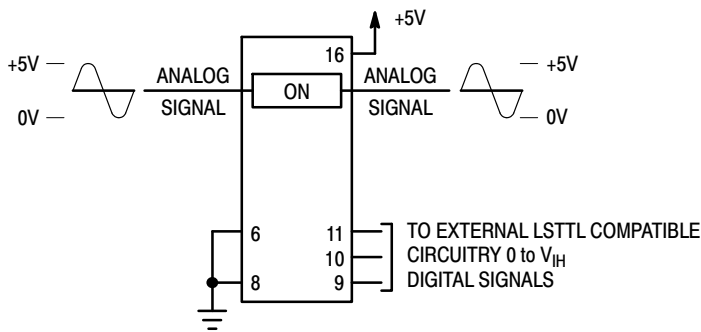 +5V
16
+5V
ANALOG
SIGNAL
0V
ON
ANALOG
SIGNAL
+5V
0V
6
8
11
10
9
TO EXTERNAL LSTTL COMPATIBLE
CIRCUITRY 0 to VIH
DIGITAL SIGNALS